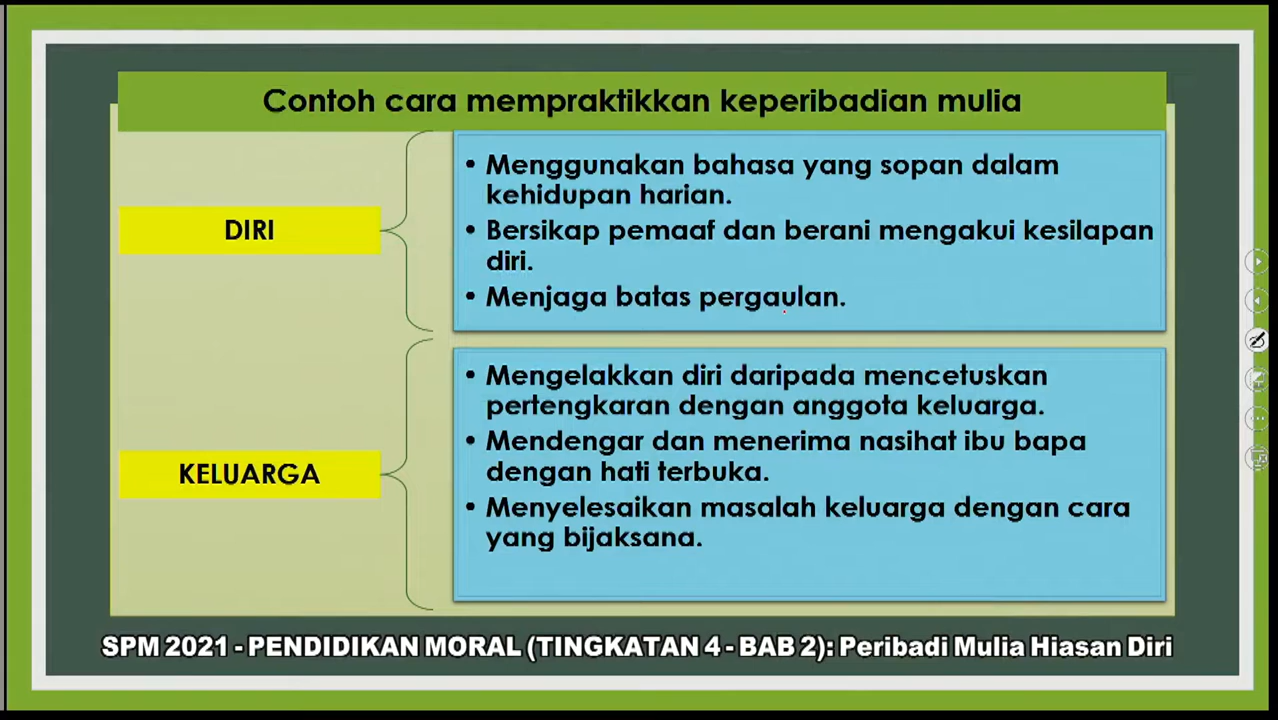 Contoh cara mempraktikkan keperibadian mulia
DIRI
• Menggunakan bahasa yang sopan dalam
kehidupan harian.
• Bersikap pemaaf dan berani mengakui kesilapan
diri.
• Menjaga batas pergaulan.
KELUARGA
• Mengelakkan diri daripada mencetuskan
pertengkaran dengan anggota keluarga.
• Mendengar dan menerima nasihat ibu bapa
dengan hati terbuka.
• Menyelesaikan masalah keluarga dengan cara
yang bijaksana.
SPM 2021 - PENDIDIKAN MORAL (TINGKATAN 4 - BAB 2): Peribadi Mulia Hiasan Diri